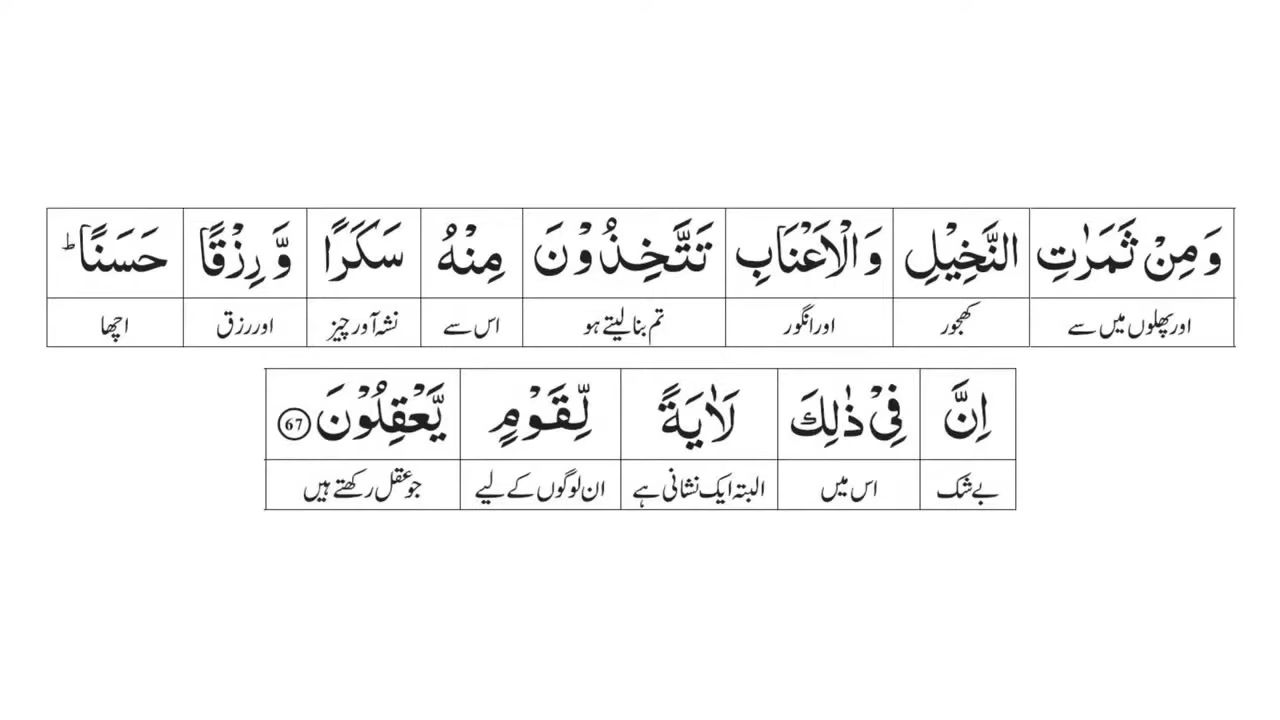 وَ مِنْ ثَمَرٰتِ النَّخِيْلِ وَ الْاَعْنَابِ تَتَّخِذُوْنَ مِنْهُ سَكَرًا وَّ رِزْقًا حَسَنًا ؕ
اور پھلوں میں سے کھجور اور انگور تم بنا لیتے ہو اس سے نشہ آور چیز اور رزق اچھا
اِنَّ فِيْ ذٰلِكَ لَاٰيَةً لِّقَوْمٍ يَّعْقِلُوْنَ 67
بے شک اس میں البتہ ایک نشانی ہے ان لوگوں کے لیے جو عقل رکھتے ہیں